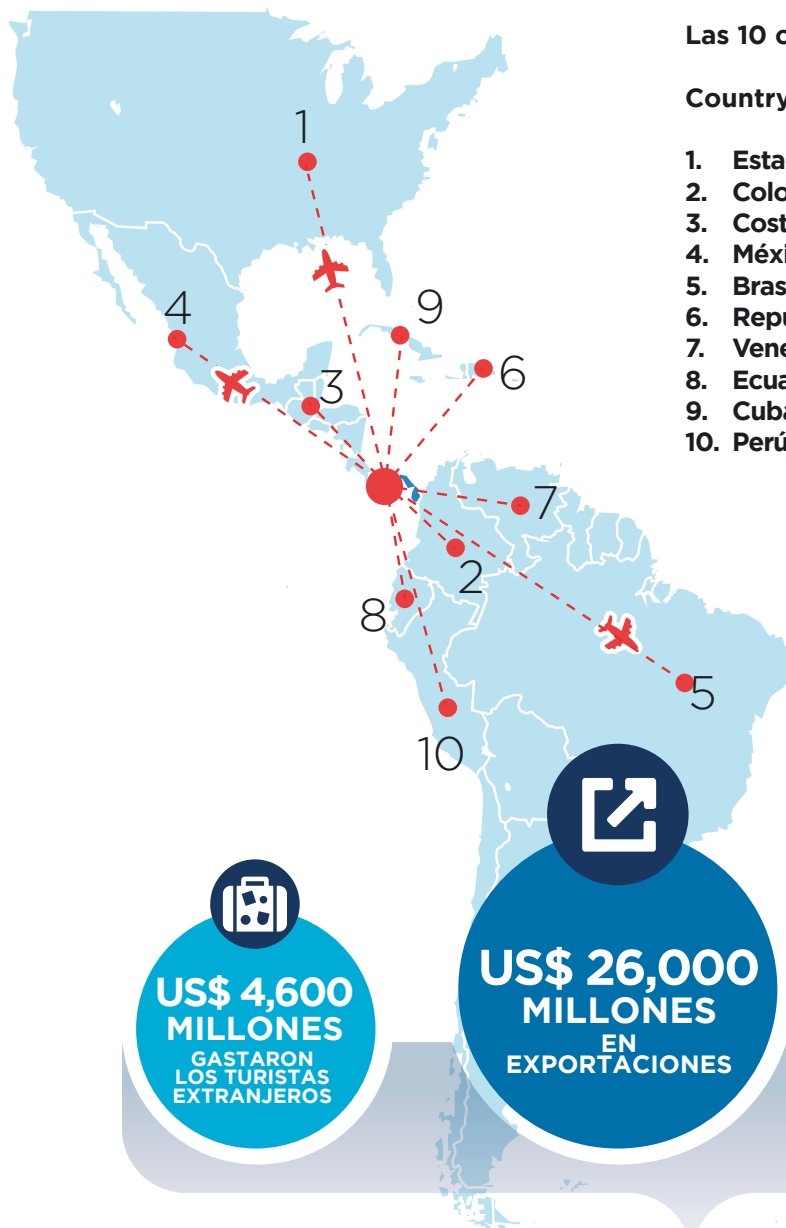 Las 10 
Country
1. Esta
2. Colo
3. Cost
4. Méxi
5. Bras
6. Repú
7. Vene
8. Ecua
9. Cuba
10. Perú
1
4
9
3
6
7
2
8
5
10
US$ 4,600
MILLONES
GASTARON
LOS TURISTAS
EXTRANJEROS
US$ 26,000
MILLONES
EN
EXPORTACIONES